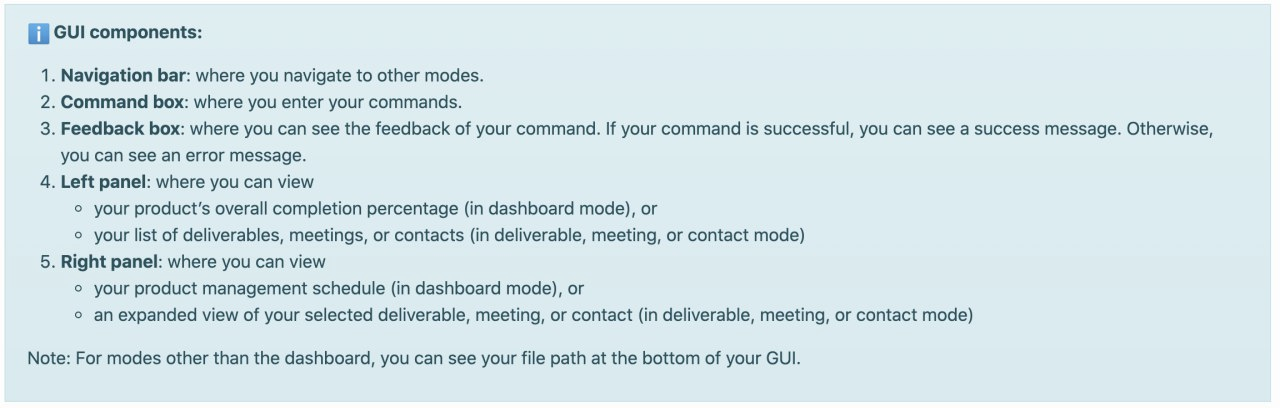 GUI components:
1. Navigation bar: where you navigate to other modes.
2. Command box: where you enter your commands.
3. Feedback box: where you can see the feedback of your command. If your command is successful, you can see a success message. Otherwise,
you can see an error message.
4. Left panel: where you can view
◦ your product’s overall completion percentage (in dashboard mode), or
◦ your list of deliverables, meetings, or contacts (in deliverable, meeting, or contact mode)
5. Right panel: where you can view
◦ your product management schedule (in dashboard mode), or
◦ an expanded view of your selected deliverable, meeting, or contact (in deliverable, meeting, or contact mode)
Note: For modes other than the dashboard, you can see your file path at the bottom of your GUI.